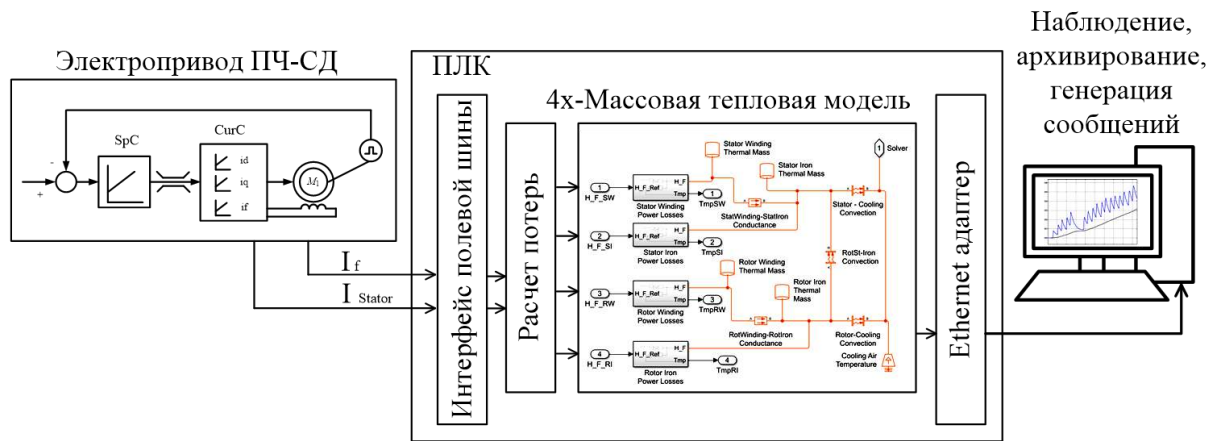 Электропривод ПЧ-СД
SpC
CurC
-
+
id
iq
if
M1
I f
I Stator
ПЛК
Интерфейс полевой шины
Расчет потерь
4х-Массовая тепловая модель
Stator Winding
Thermal Mass
Stator Iron
Thermal Mass
1
Solver
1
H_F_SW
H_F_Ref
H_F
Tmp
Stator Winding
Power Losses
1
TmpSW
StatWinding-StatIron
Conductance
Stator - Cooling
Convection
2
H_F_SI
H_F_Ref
H_F
Tmp
Stator Iron
Power Losses
2
TmpSI
RotSt-Iron
Convection
Rotor Winding
Thermal Mass
Rotor Iron
Thermal Mass
3
H_F_RW
H_F_Ref
H_F
Tmp
Rotor Winding
Power Losses
3
TmpRW
RotWinding-RotIron
Conductance
Rotor-Cooling
Convection
4
H_F_RI
H_F_Ref
H_F
Tmp
Rotor Iron
Power Losses
4
TmpRI
Cooling Air
Temperature
Ethernet адаптер
Наблюдение,
архивирование,
генерация
сообщений